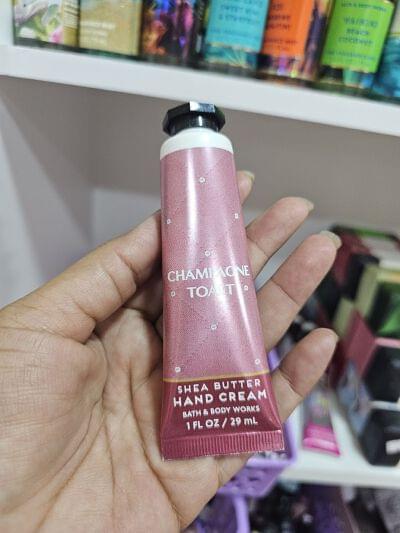 CHAMPAGNE
TOAST
SHEA BUTTER
HAND CREAM
BATH & BODY WORKS
1 FL OZ / 29 mL